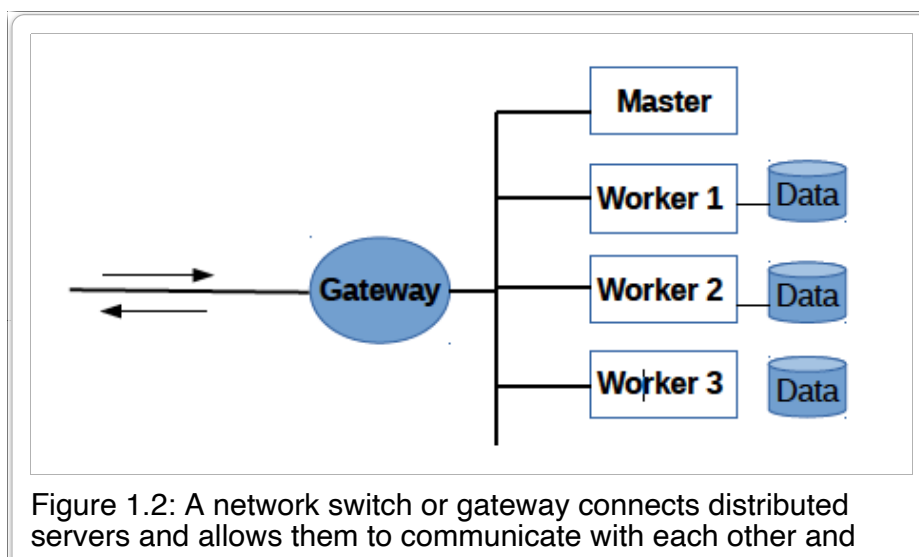 Master
Worker 1
Data
Worker 2
Data
Gateway
Worker 3
Data
Figure 1.2: A network switch or gateway connects distributed
servers and allows them to communicate with each other and